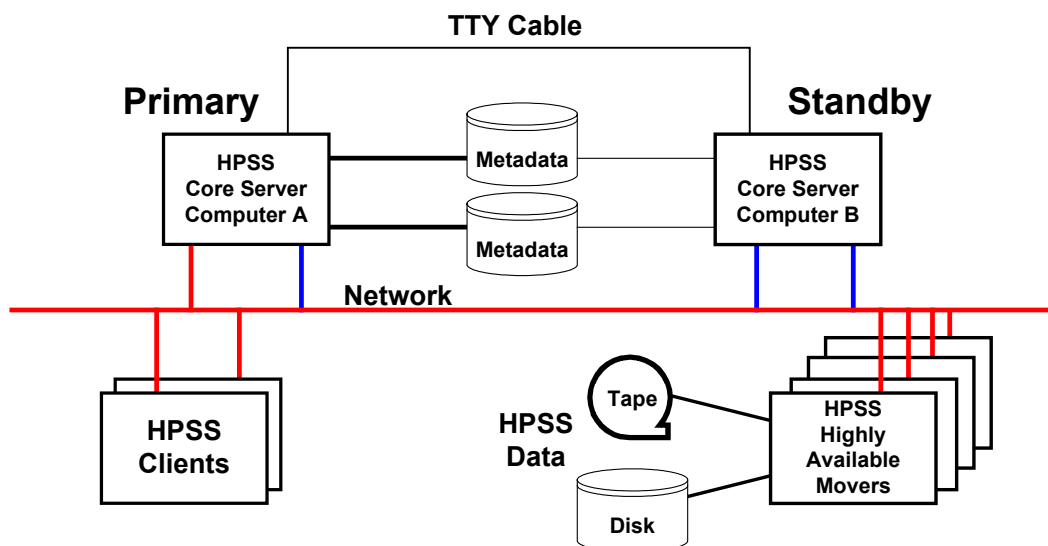 TTY Cable
Primary
Standby
HPSS
Core Server
Computer A
Metadata
Metadata
HPSS
Core Server
Computer B
Network
HPSS
Clients
HPSS
Data
Tape
Disk
HPSS
Highly
Available
Movers